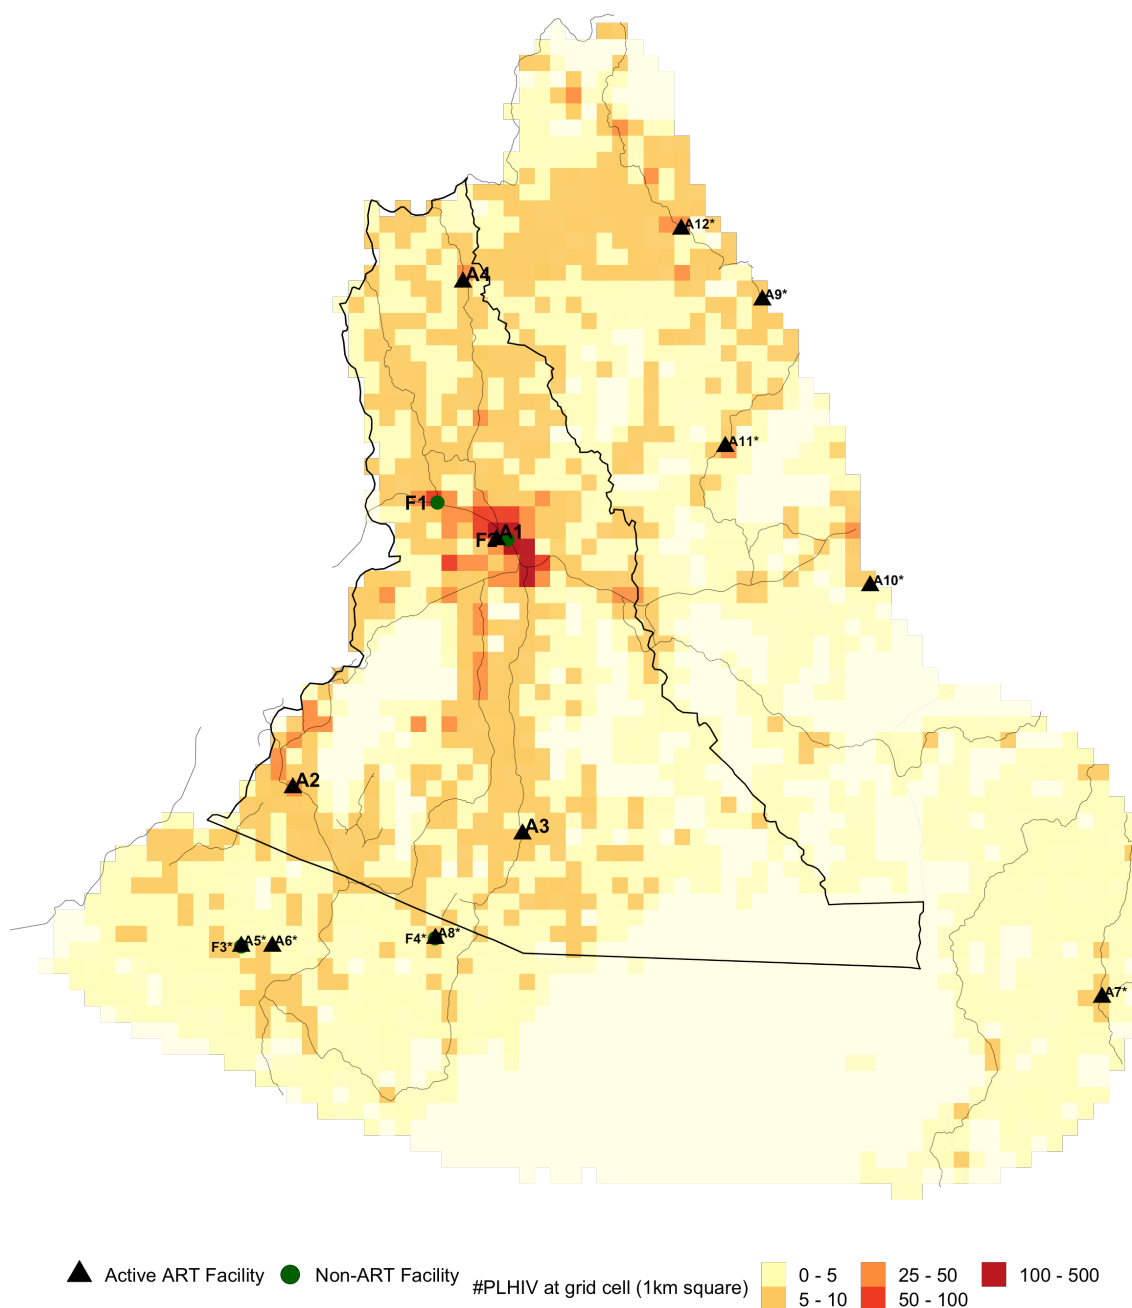 A12*
A4
A9*
A11*
F1
A1
F2
A10*
A2
A3
F4*
A8*
F3*
A5*
A6*
A7*
Active ART Facility
Non-ART Facility
#PLHIV at grid cell (1km square)
0 - 5
25 - 50
100 - 500
5 - 10
50 - 100